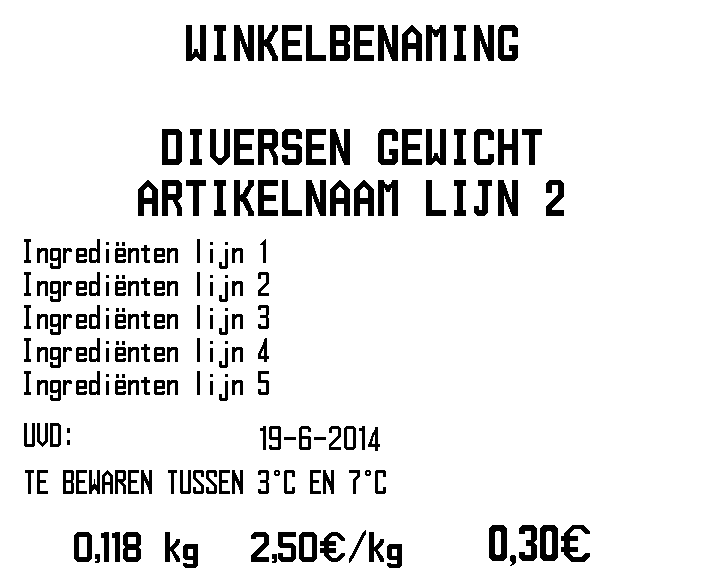 WINKELBENAMING
DIVERSEN GEWICHT
ARTIKELNAAM LIJN 2
Ingrediënten lijn 1
Ingrediënten lijn 2
Ingrediënten lijn 3
Ingrediënten lijn 4
Ingrediënten lijn 5
UVD: 19-6-2014
TE BEWAREN TUSSEN 3°C EN 7°C
0,118 kg 2,50€/kg 0,30€